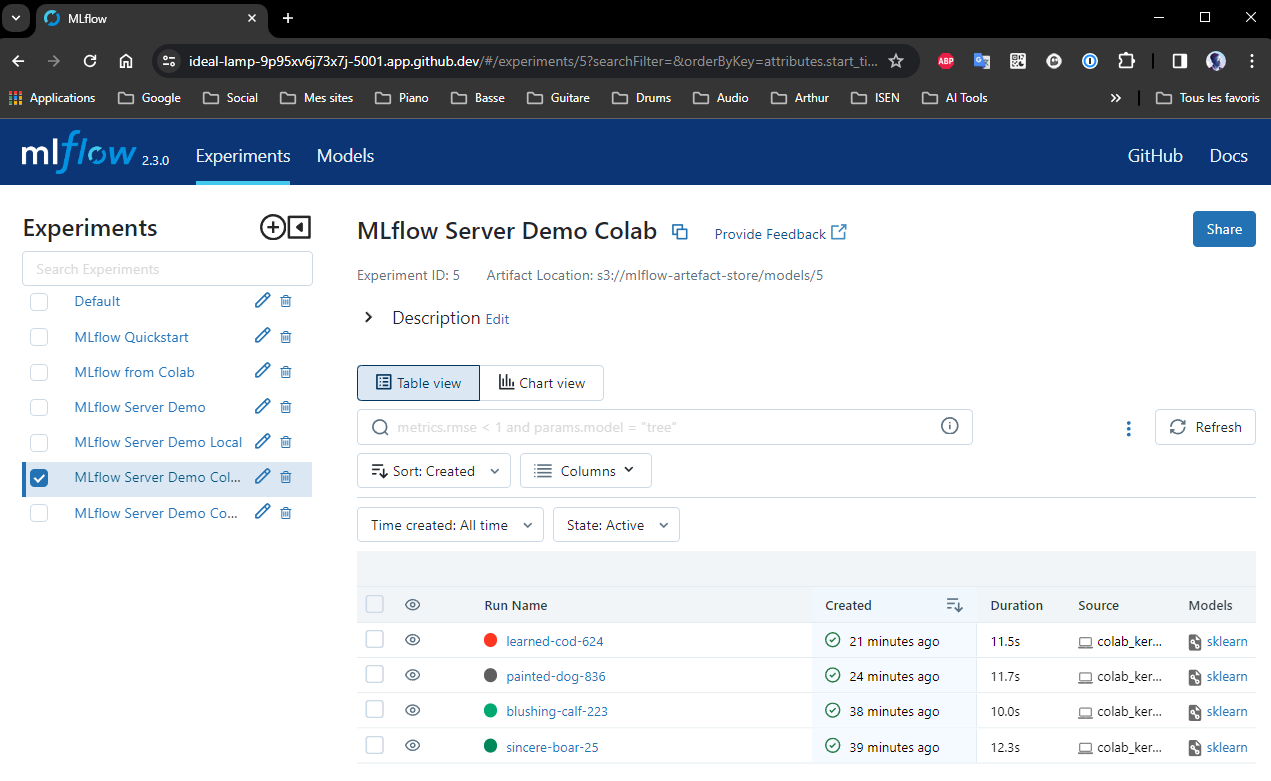 MLflow
ideal-lamp-9p95xv6j73x7j-5001.app.github.dev/#/experiments/5?searchFilter=&orderByKey=attributes.start_ti...
ABP
Applications Google Social Mes sites Piano Basse Guitare Drums Audio Arthur ISEN AI Tools » Tous les favoris
mlflow 2.3.0 Experiments Models GitHub Docs
Experiments
Search Experiments
Default
MLflow Quickstart
MLflow from Colab
MLflow Server Demo
MLflow Server Demo Local
MLflow Server Demo Col...
MLflow Server Demo Co...
MLflow Server Demo Colab Provide Feedback Share
Experiment ID: 5 Artifact Location: s3://mlflow-artefact-store/models/5
Description Edit
Table view Chart view
metrics.rmse < 1 and params.model = "tree" Refresh
Sort: Created Columns
Time created: All time State: Active
Run Name Created Duration Source Models
learned-cod-624 21 minutes ago 11.5s colab_ker... sklearn
painted-dog-836 24 minutes ago 11.7s colab_ker... sklearn
blushing-calf-223 38 minutes ago 10.0s colab_ker... sklearn
sincere-boar-25 39 minutes ago 12.3s colab_ker... sklearn